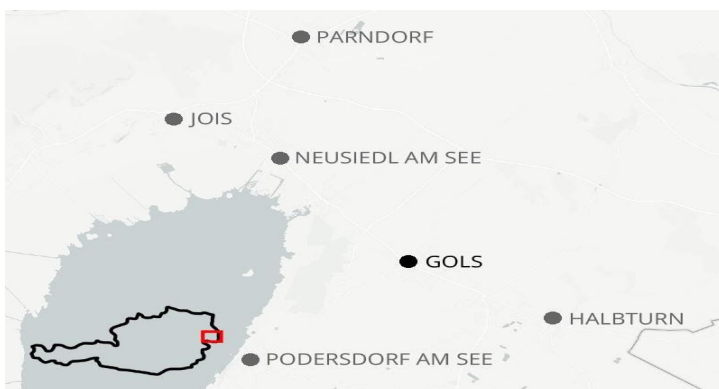 PARNDORF
JOIS
NEUSIEDL AM SEE
GOLS
HALBTURN
PODERSDORF AM SEE